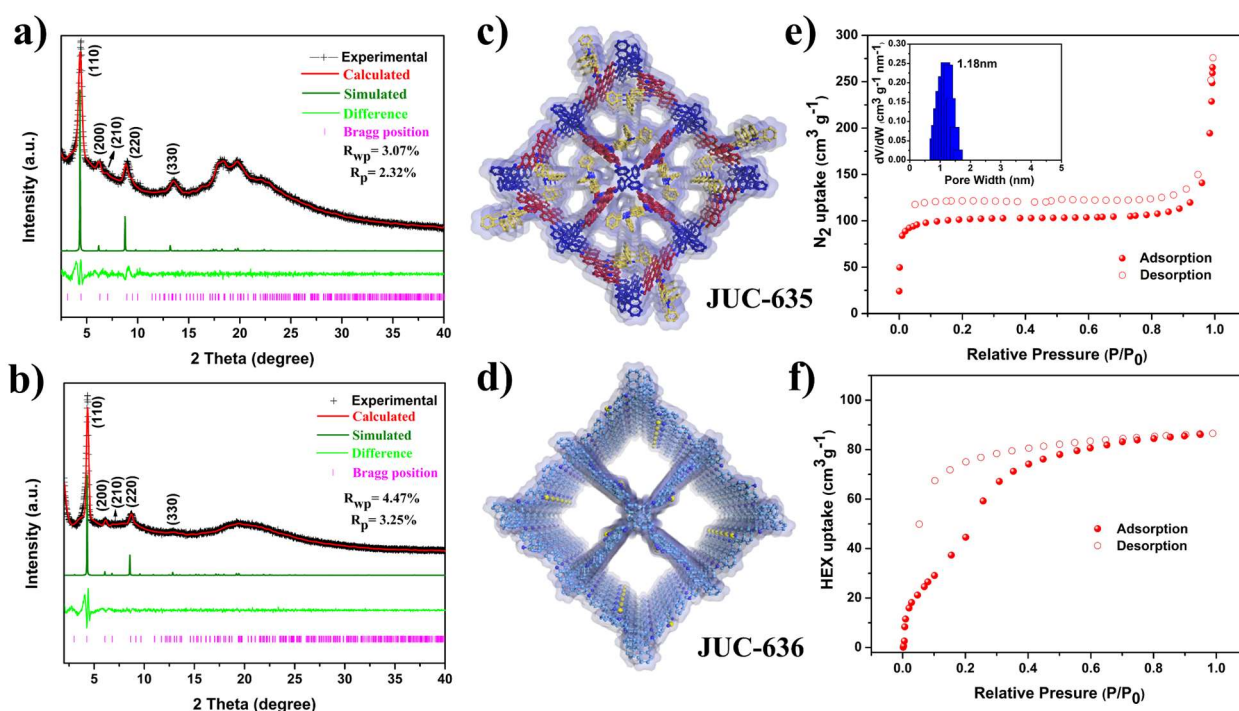 a)
Intensity (a.u.)
(110)
(200)
(210)
(220)
(330)
Experimental
Calculated
Simulated
Difference
Bragg position
Rwp= 3.07%
Rp= 2.32%
5 10 15 20 25 30 35 40
2 Theta (degree)
b)
Intensity (a.u.)
(110)
(200)
(210)
(220)
(330)
Experimental
Calculated
Simulated
Difference
Bragg position
Rwp= 4.47%
Rp= 3.25%
5 10 15 20 25 30 35 40
2 Theta (degree)
c)
JUC-635
d)
JUC-636
e)
N2 uptake (cm3 g-1)
300
250
200
150
100
50
0
dV/dW (cm3 g-1 nm-1)
0.30
0.25
0.20
0.15
0.10
0.05
0.00
1.18nm
0 1 2 3 4 5
Pore Width (nm)
Adsorption
Desorption
0.0 0.2 0.4 0.6 0.8 1.0
Relative Pressure (P/P0)
f)
HEX uptake (cm3g-1)
100
80
60
40
20
0
Adsorption
Desorption
0.0 0.2 0.4 0.6 0.8 1.0
Relative Presure (P/P0)